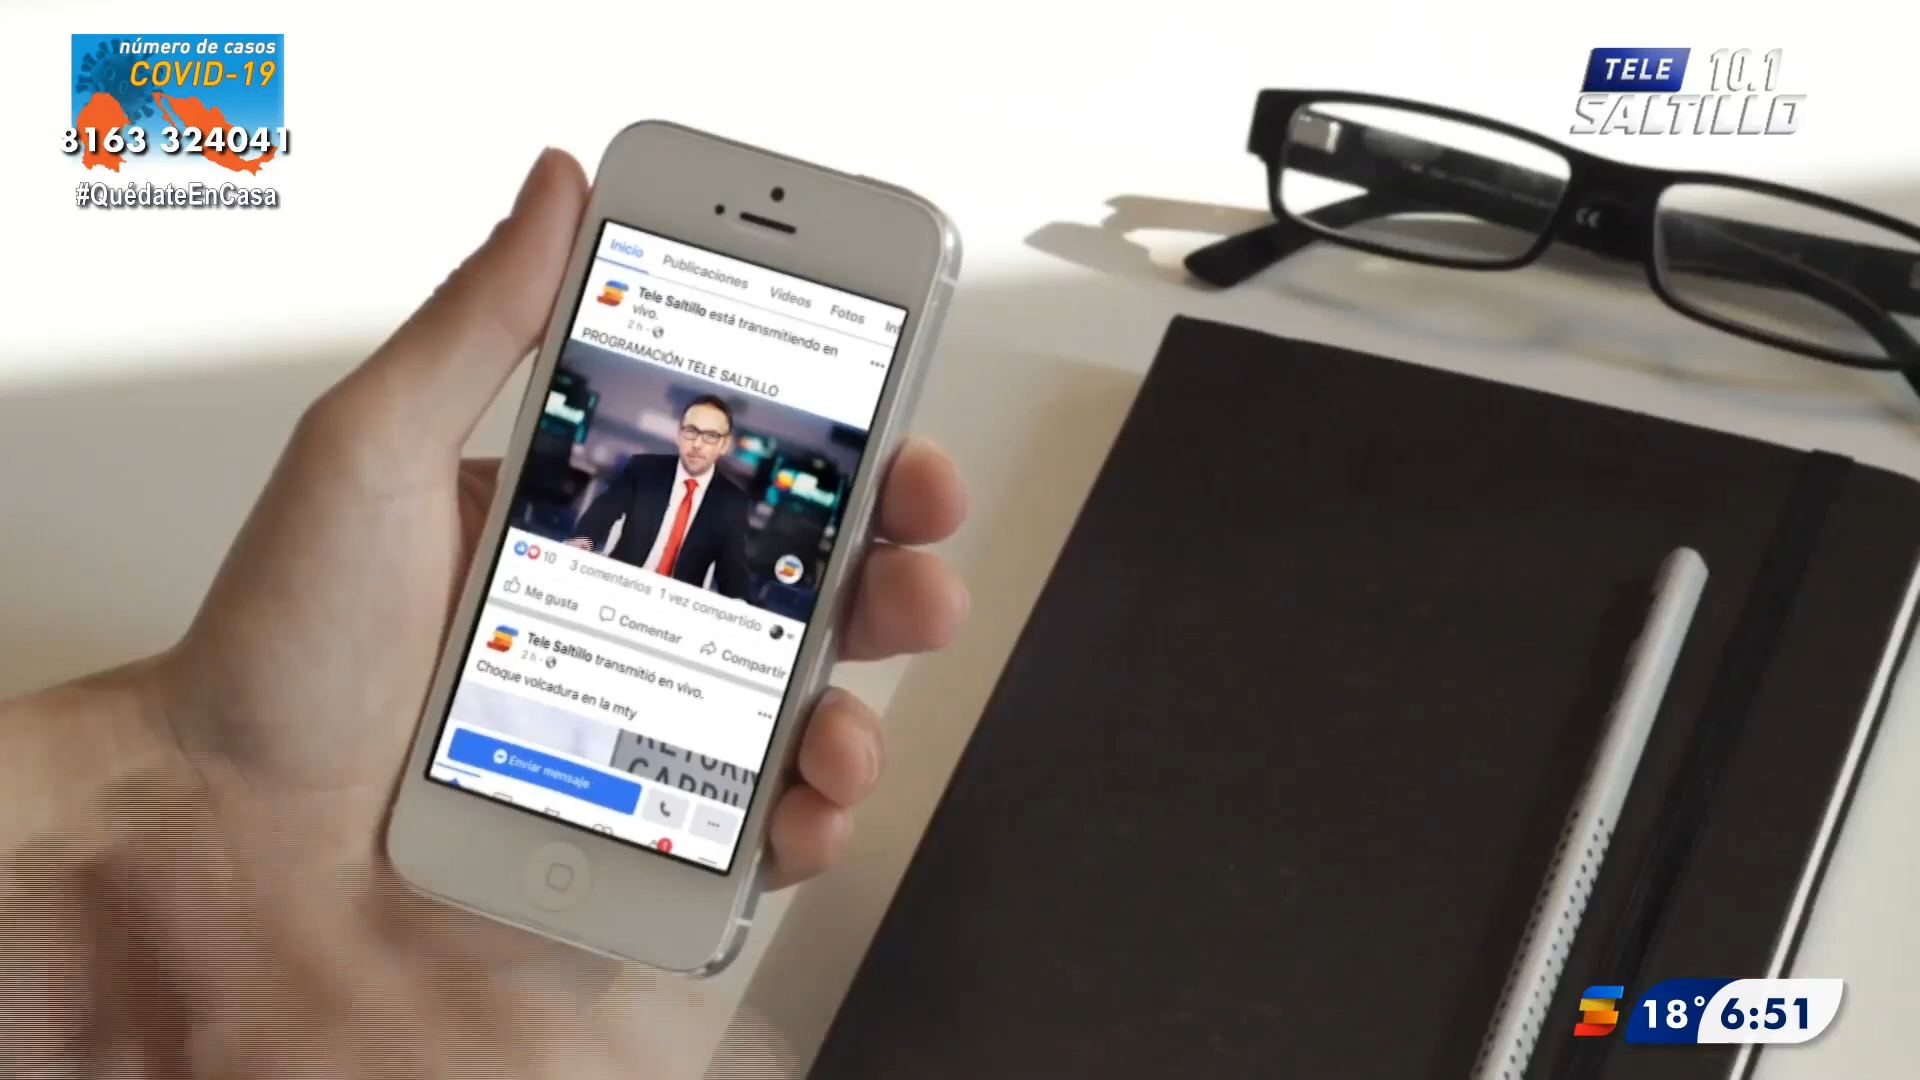 número de casos
COVID-19
8163 324041
#QuédateEnCasa
TELE 10.1
SALTILLO
Inicio Publicaciones Videos Fotos
Tele Saltillo está transmitiendo en
vivo.
2 h
PROGRAMACIÓN TELE SALTILLO
10 3 comentarios 1 vez compartido
Me gusta Comentar Compartir
Tele Saltillo transmitió en vivo.
2 h
Choque volcadura en la mty
Enviar mensaje
18° 6:51